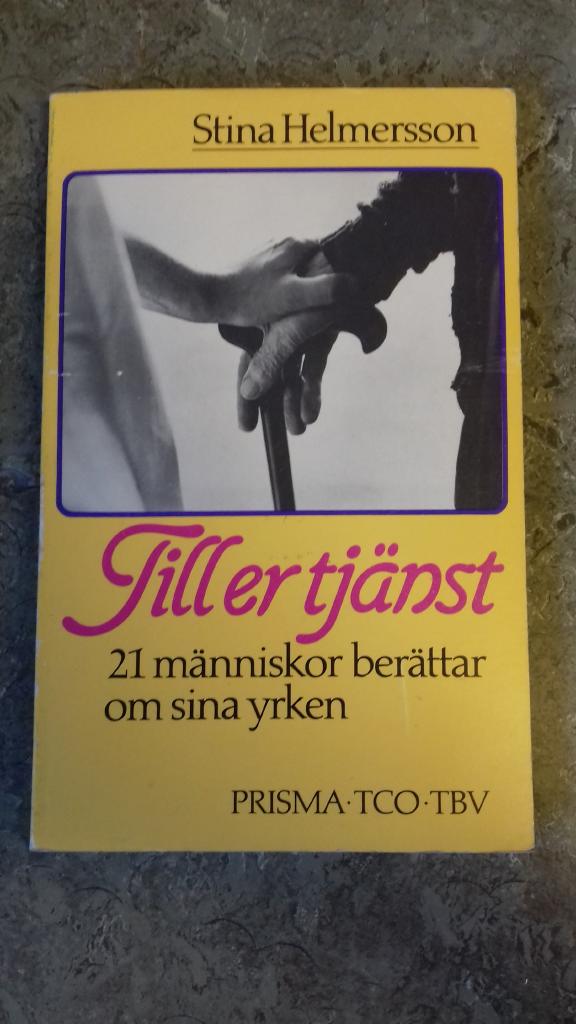 Stina Helmersson
Till er tjänst
21 människor berättar
om sina yrken
PRISMA·TCO·TBV